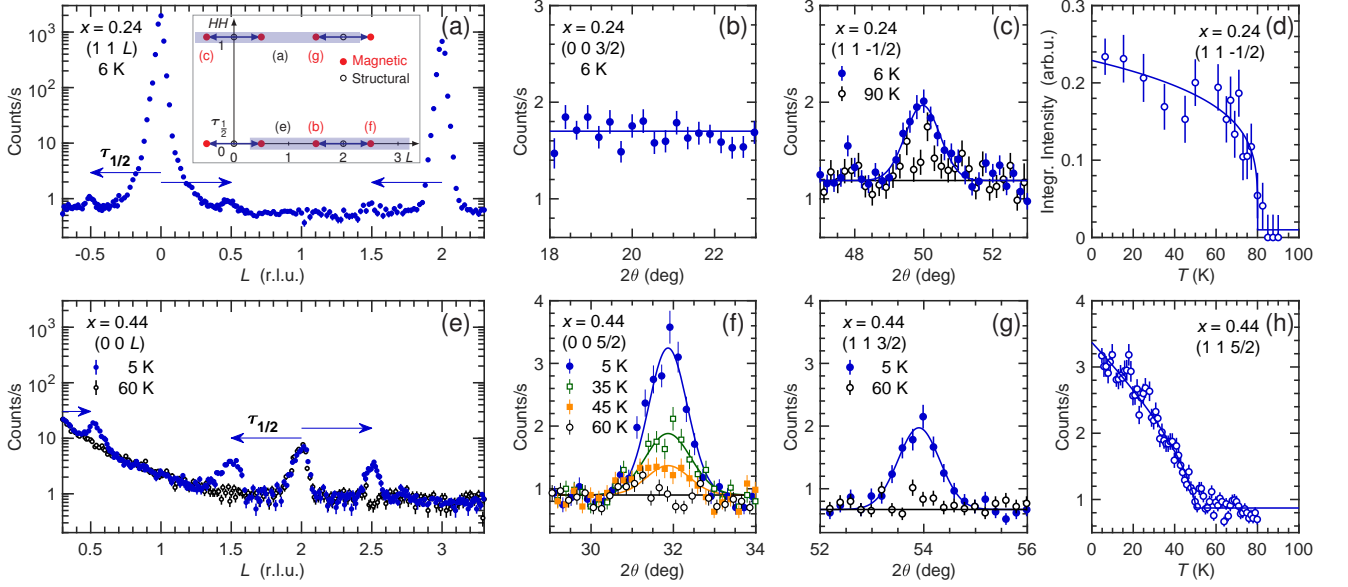 (a)
x = 0.24
(1 1 L)
6 K
τ1/2
HH
1
(c)
(a)
(g)
Magnetic
Structural
τ1/2
(e)
(b)
(f)
0
0
1
2
3 L
10³
10²
10
1
Counts/s
-0.5 0 0.5 1 1.5 2
L (r.l.u.)
(b)
x = 0.24
(0 0 3/2)
6 K
4
3
2
1
Counts/s
18 20 22
2θ (deg)
(c)
x = 0.24
(1 1 -1/2)
6 K
90 K
3
2
1
0
Counts/s
48 50 52
2θ (deg)
(d)
x = 0.24
(1 1 -1/2)
0.3
0.2
0.1
0
Integr. Intensity (arb.u.)
0 20 40 60 80 100
T (K)
(e)
x = 0.44
(0 0 L)
5 K
60 K
τ1/2
10³
10²
10
1
Counts/s
0.5 1 1.5 2 2.5 3
L (r.l.u.)
(f)
x = 0.44
(0 0 5/2)
5 K
35 K
45 K
60 K
4
3
2
1
0
Counts/s
30 32 34
2θ (deg)
(g)
x = 0.44
(1 1 3/2)
5 K
60 K
4
3
2
1
0
Counts/s
52 54 56
2θ (deg)
(h)
x = 0.44
(1 1 5/2)
4
3
2
1
Counts/s
0 20 40 60 80 100
T (K)